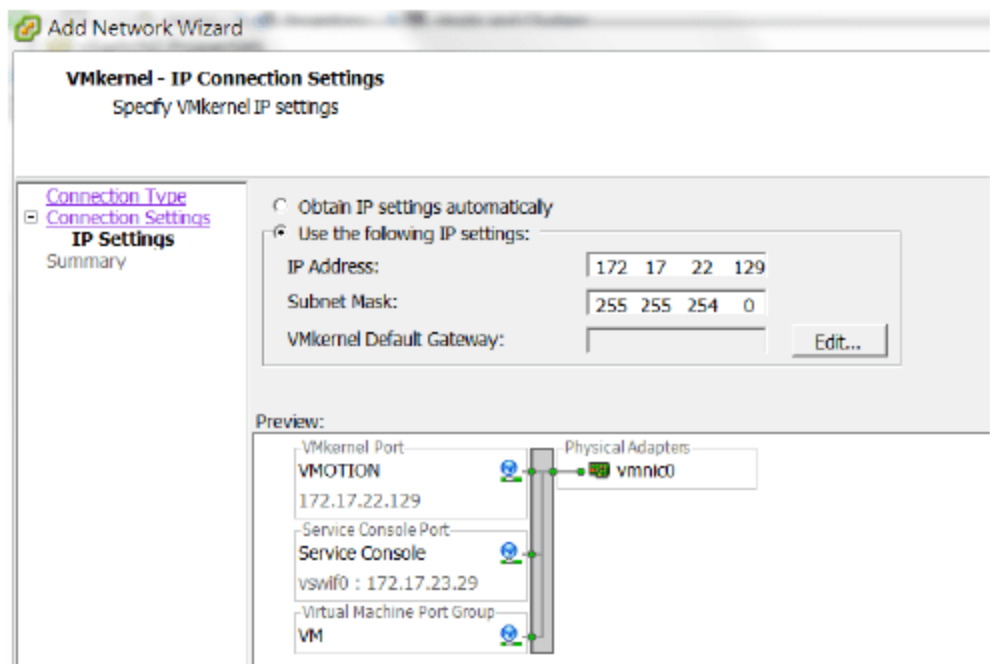 Add Network Wizard
VMkernel - IP Connection Settings
Specify VMkernel IP settings
Connection Type
Connection Settings
IP Settings
Summary
Obtain IP settings automatically
Use the following IP settings:
IP Address: 172 17 22 129
Subnet Mask: 255 255 254 0
VMkernel Default Gateway: Edit...
Preview:
VMkernel Port Physical Adapters
VMOTION vmnic0
172.17.22.129
Service Console Port
Service Console
vswif0 : 172.17.23.29
Virtual Machine Port Group
VM